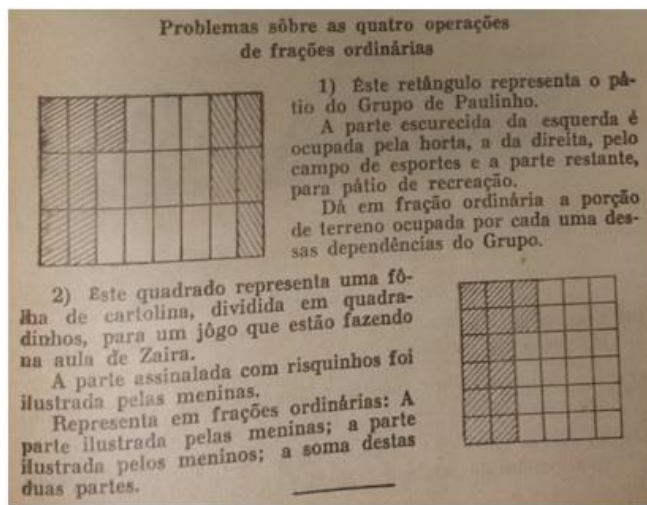 Problemas sôbre as quatro operações
de frações ordinárias
1) Êste retângulo representa o pá-
tio do Grupo de Paulinho.
A parte escurecida da esquerda é
ocupada pela horta, a da direita, pelo
campo de esportes e a parte restante,
para pátio de recreação.
Dá em fração ordinária a porção
de terreno ocupada por cada uma des-
sas dependências do Grupo.
2) Êste quadrado representa uma fô-
lha de cartolina, dividida em quadra-
dinhos, para um jôgo que estão fazendo
na aula de Zaira.
A parte assinalada com risquinhos foi
ilustrada pelas meninas.
Representa em frações ordinárias: A
parte ilustrada pelas meninas; a parte
ilustrada pelos meninos; a soma destas
duas partes.